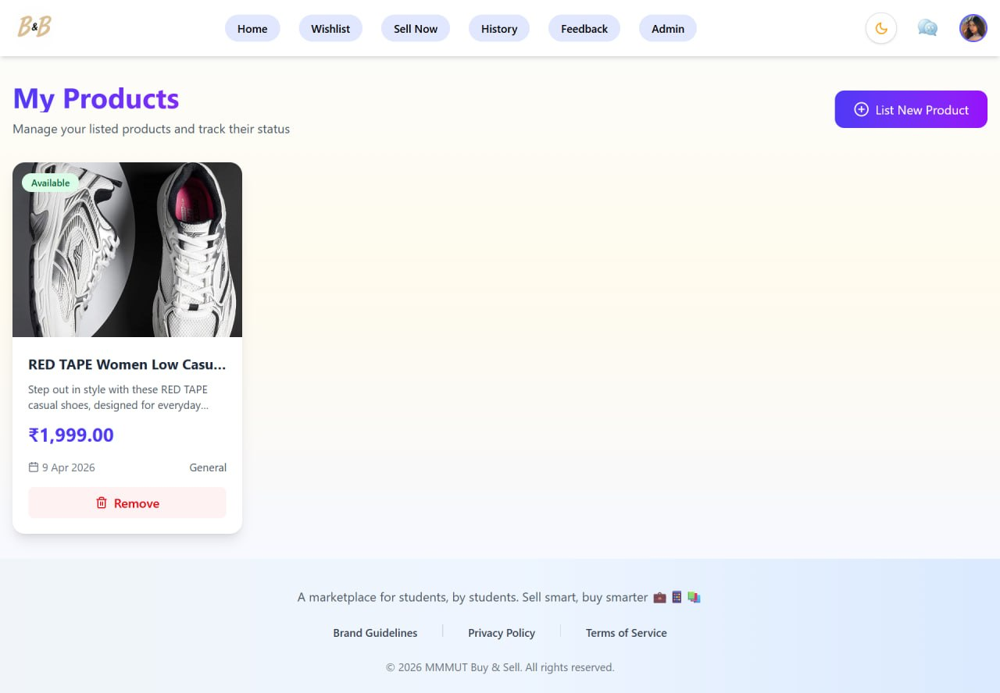 B&B
Home
Wishlist
Sell Now
History
Feedback
Admin
My Products
Manage your listed products and track their status
List New Product
Available
RED TAPE Women Low Casu...
Step out in style with these RED TAPE
casual shoes, designed for everyday...
₹1,999.00
9 Apr 2026
General
Remove
A marketplace for students, by students. Sell smart, buy smarter 💼 📱 📚
Brand Guidelines
Privacy Policy
Terms of Service
© 2026 MMMUT Buy & Sell. All rights reserved.